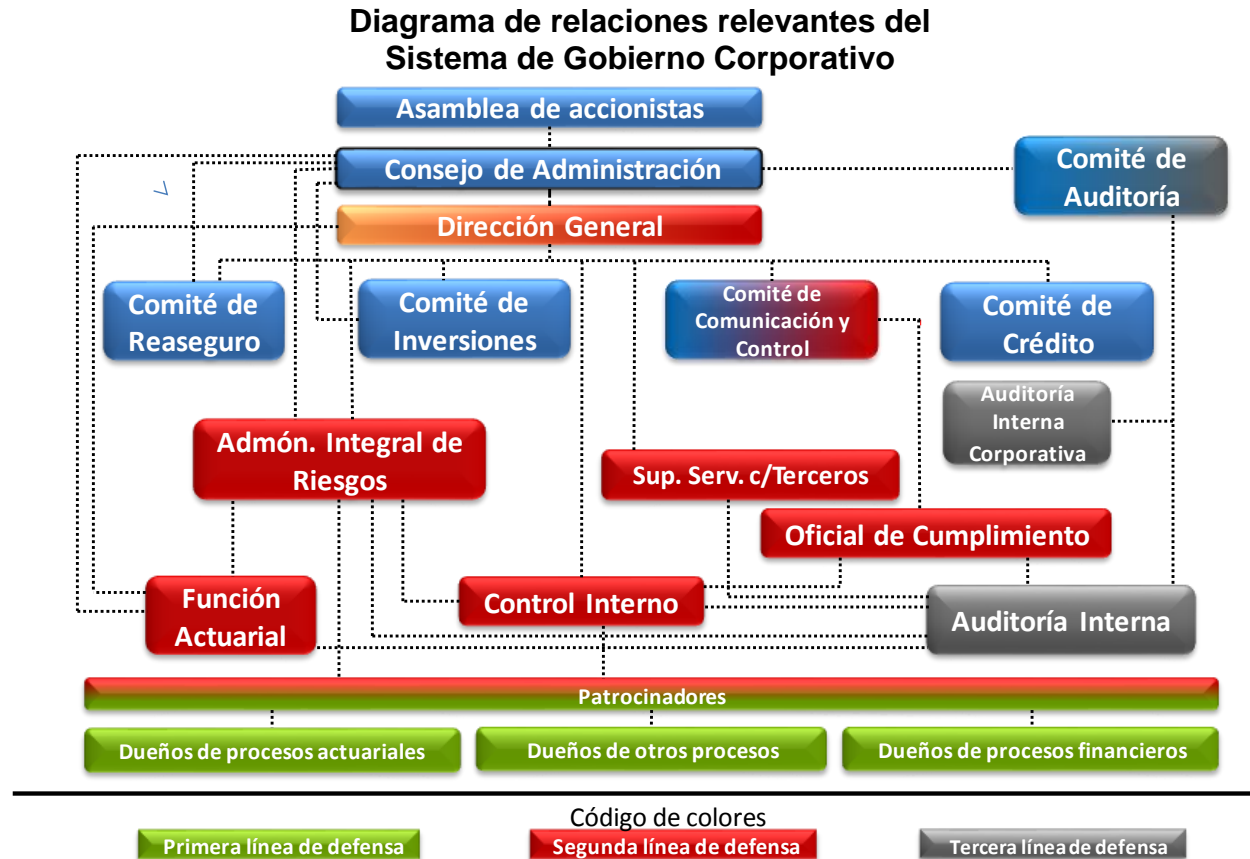 Diagrama de relaciones relevantes del
Sistema de Gobierno Corporativo
Asamblea de accionistas
Consejo de Administración
Comité de
Auditoría
Dirección General
Comité de
Reaseguro
Comité de
Inversiones
Comité de
Comunicación y
Control
Comité de
Crédito
Auditoría
Interna
Corporativa
Admón. Integral de
Riesgos
Sup. Serv. c/Terceros
Oficial de Cumplimiento
Función
Actuarial
Control Interno
Auditoría Interna
Patrocinadores
Dueños de procesos actuariales
Dueños de otros procesos
Dueños de procesos financieros
Código de colores
Primera línea de defensa
Segunda línea de defensa
Tercera línea de defensa